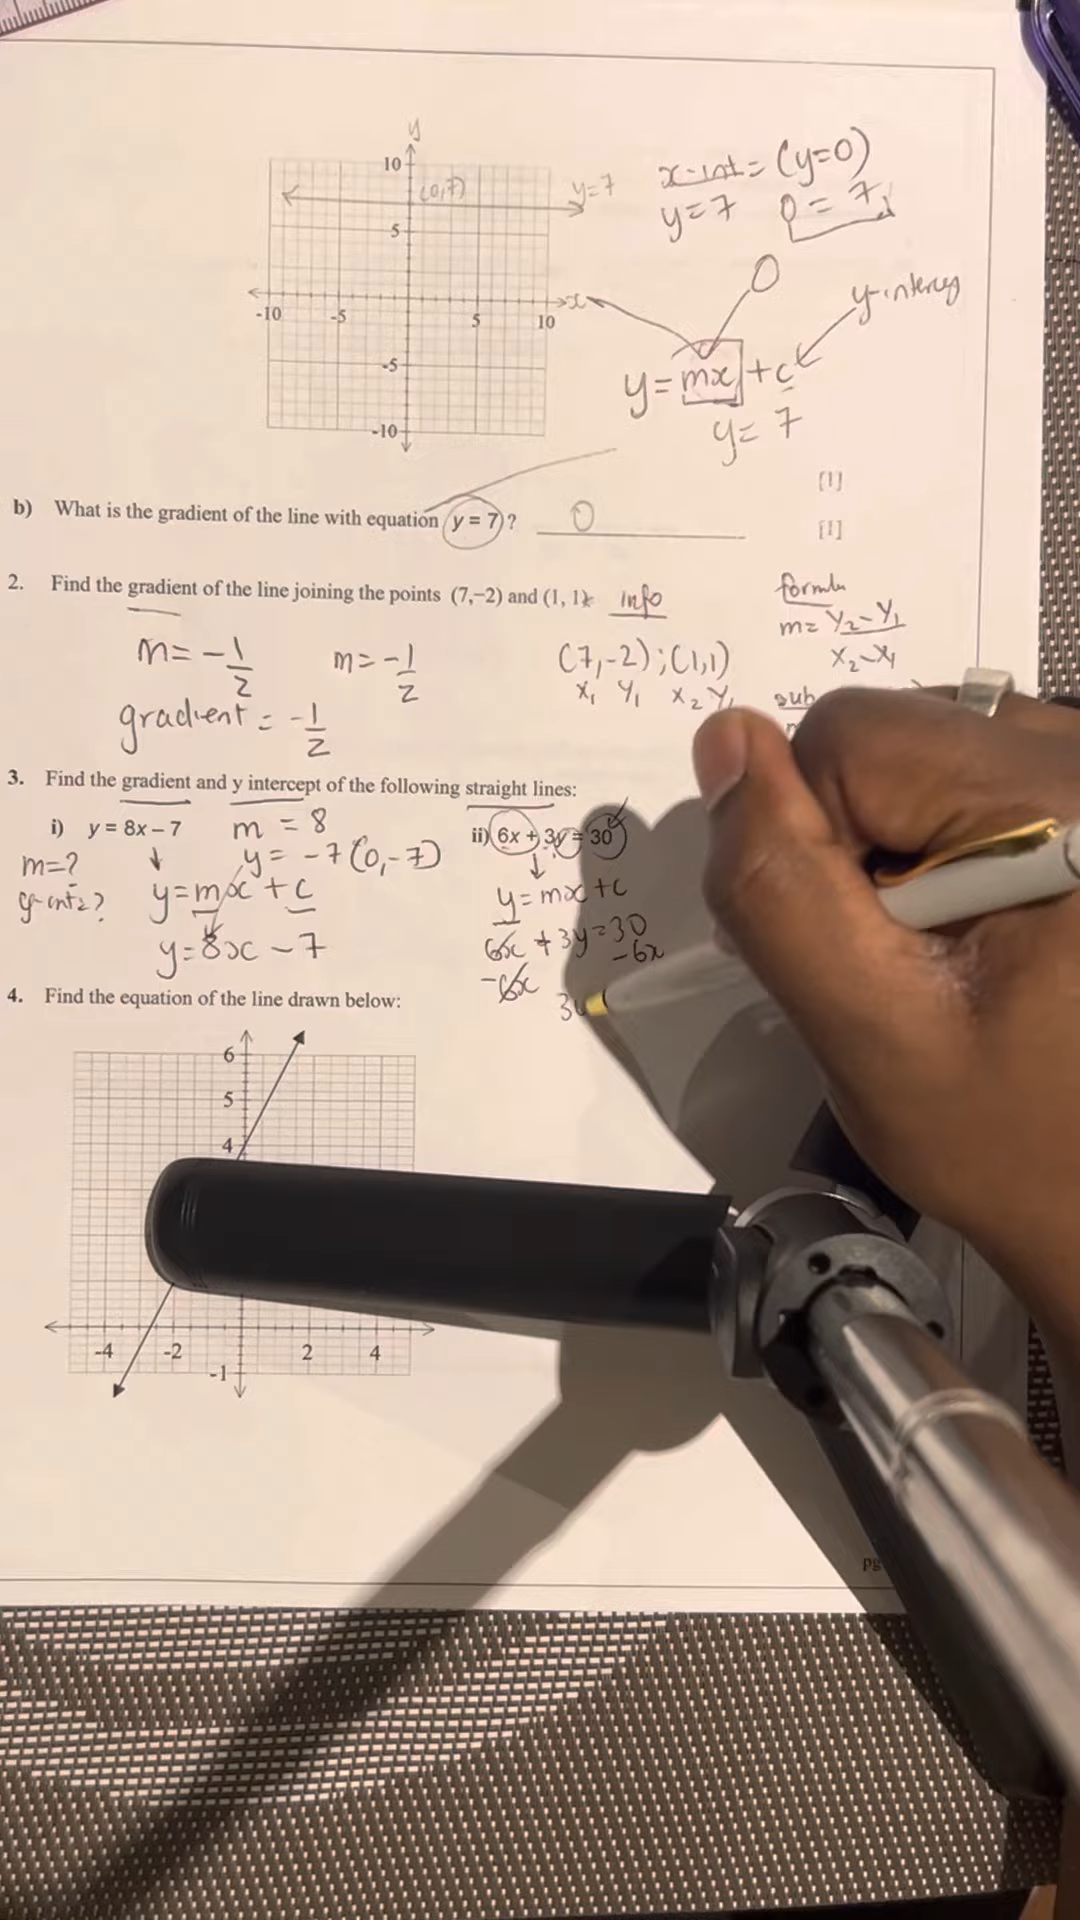 y
10
(0,7)
y=7
5
x
-10 -5 5 10
-5
-10
x-int = (y=0)
y=7 0 = 7
0
y=mx+c
y= 7
[1]
b) What is the gradient of the line with equation y = 7? 0
[1]
2. Find the gradient of the line joining the points (7,–2) and (1, 1). info
formula
m= Y2-Y1
X2-X1
m= -1
2
m= -1
2
(7,-2);(1,1)
X1 Y1 X2 Y
sub
gradient = -1
2
3. Find the gradient and y intercept of the following straight lines:
i) y = 8x – 7 m = 8
m=?
y = -7 (0,-7)
y=mx+c
y=8x-7
ii) 6x + 3y = 30
y=mx+c
6x + 3y=30
-6x
-6x
4. Find the equation of the line drawn below:
6
5
4
-4 -2 2 4
-1
pg